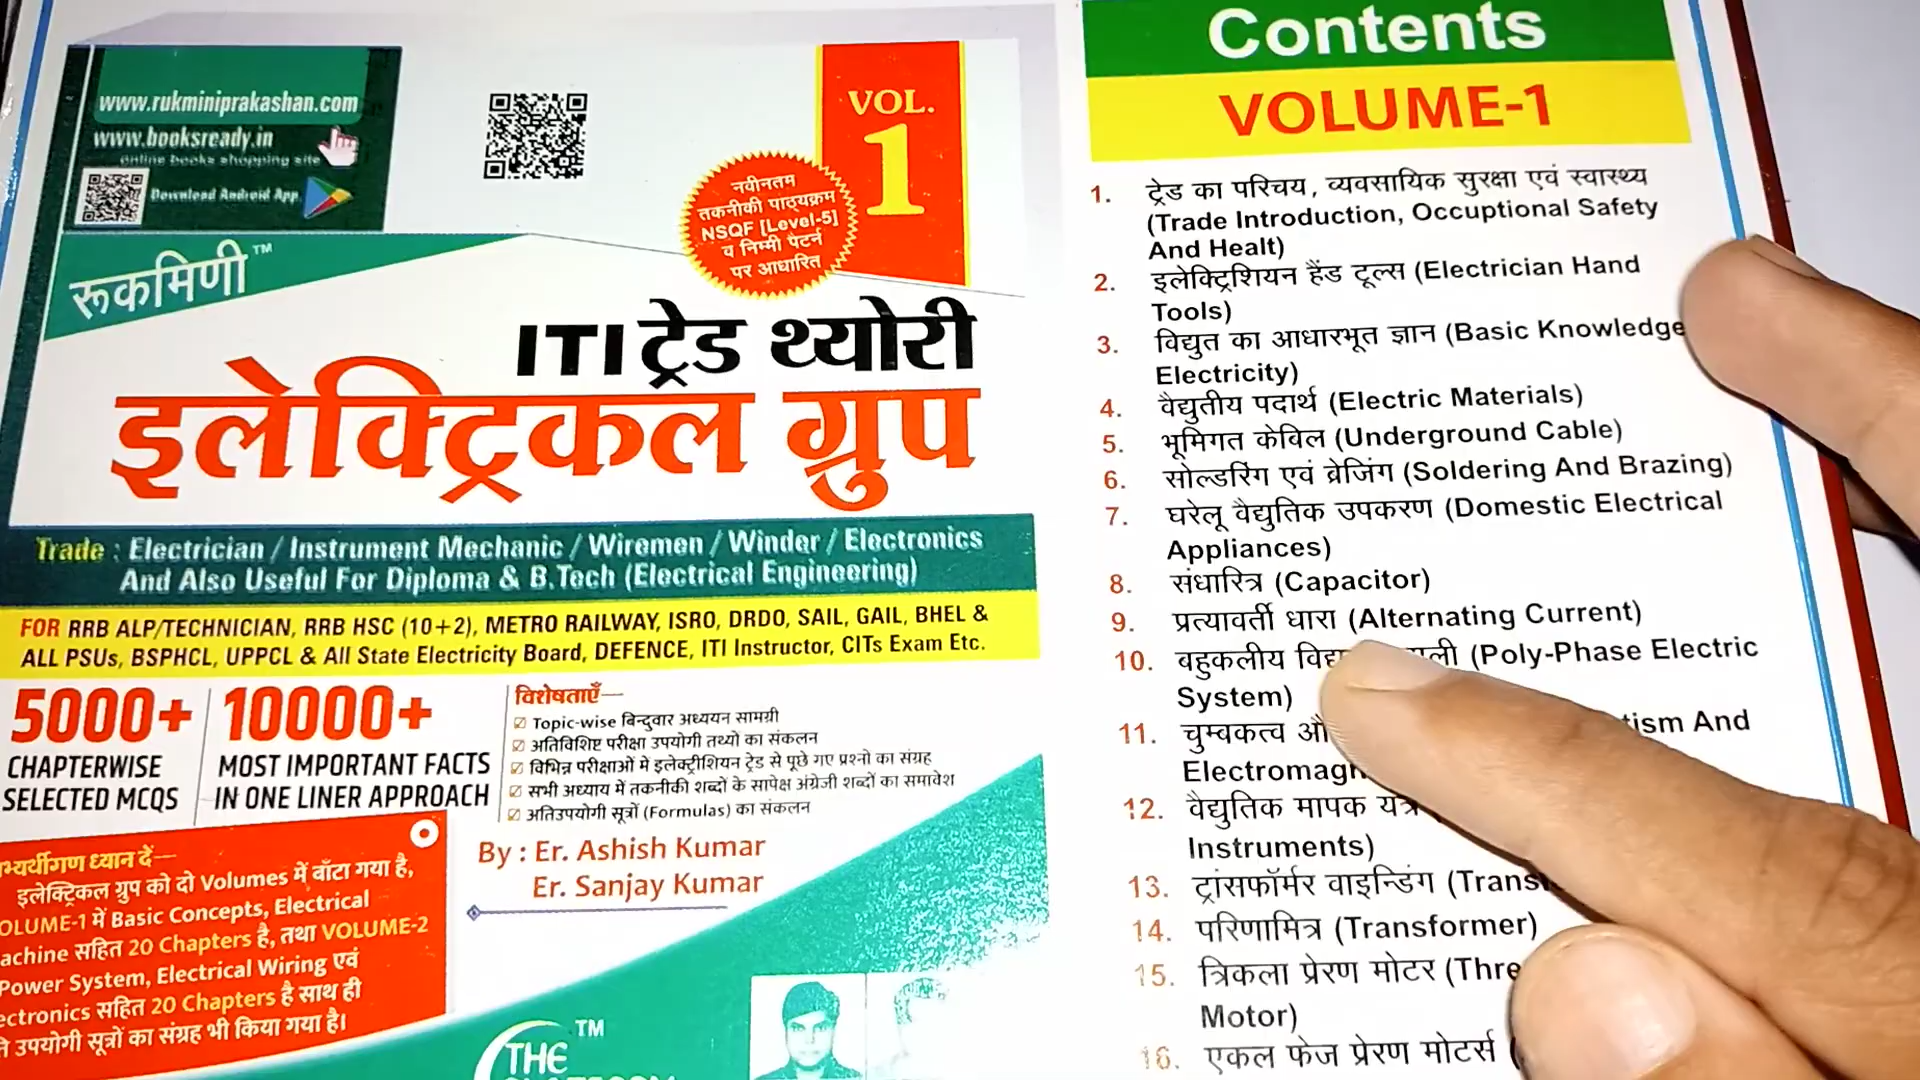 www.rukminiprakashan.com
www.booksready.in
online books shopping site
Download Android App
रूकमिणी™
VOL.
1
नवीनतम
तकनीकी पाठ्यक्रम
NSQF [Level-5]
व निम्मी पैटर्न
पर आधारित
ITI ट्रेड थ्योरी
इलेक्ट्रिकल ग्रुप
Trade : Electrician / Instrument Mechanic / Wiremen / Winder / Electronics
And Also Useful For Diploma & B.Tech (Electrical Engineering)
FOR RRB ALP/TECHNICIAN, RRB HSC (10+2), METRO RAILWAY, ISRO, DRDO, SAIL, GAIL, BHEL &
ALL PSUs, BSPHCL, UPPCL & All State Electricity Board, DEFENCE, ITI Instructor, CITs Exam Etc.
5000+
CHAPTERWISE
SELECTED MCQS
10000+
MOST IMPORTANT FACTS
IN ONE LINER APPROACH
विशेषताएँ—
Topic-wise बिन्दुवार अध्ययन सामग्री
अतिविशिष्ट परीक्षा उपयोगी तथ्यो का संकलन
विभिन्न परीक्षाओं में इलेक्ट्रीशियन ट्रेड से पूछे गए प्रश्नो का संग्रह
सभी अध्याय में तकनीकी शब्दों के सापेक्ष अंग्रेजी शब्दों का समावेश
अतिउपयोगी सूत्रों (Formulas) का संकलन
By : Er. Ashish Kumar
Er. Sanjay Kumar
ध्यान दें—
इलेक्ट्रिकल ग्रुप को दो Volumes में बाँटा गया है,
OLUME-1 में Basic Concepts, Electrical
achine सहित 20 Chapters है, तथा VOLUME-2
Power System, Electrical Wiring एवं
ectronics सहित 20 Chapters है साथ ही
उपयोगी सूत्रों का संग्रह भी किया गया है।
THE™
Contents
VOLUME-1
1. ट्रेड का परिचय, व्यवसायिक सुरक्षा एवं स्वास्थ्य
(Trade Introduction, Occuptional Safety
And Healt)
2. इलेक्ट्रिशियन हैंड टूल्स (Electrician Hand
Tools)
3. विद्युत का आधारभूत ज्ञान (Basic Knowledge
Electricity)
4. वैद्युतीय पदार्थ (Electric Materials)
5. भूमिगत केबिल (Underground Cable)
6. सोल्डरिंग एवं ब्रेजिंग (Soldering And Brazing)
7. घरेलू वैद्युतिक उपकरण (Domestic Electrical
Appliances)
8. संधारित्र (Capacitor)
9. प्रत्यावर्ती धारा (Alternating Current)
10. बहुकलीय (Poly-Phase Electric
System)
11. चुम्बकत्व And
12. वैद्युतिक मापक
Instruments)
13. ट्रांसफॉर्मर वाइन्डिंग
14. परिणामित्र (Transformer)
15. त्रिकला प्रेरण मोटर
Motor)
16. एकल फेज प्रेरण मोटर्स